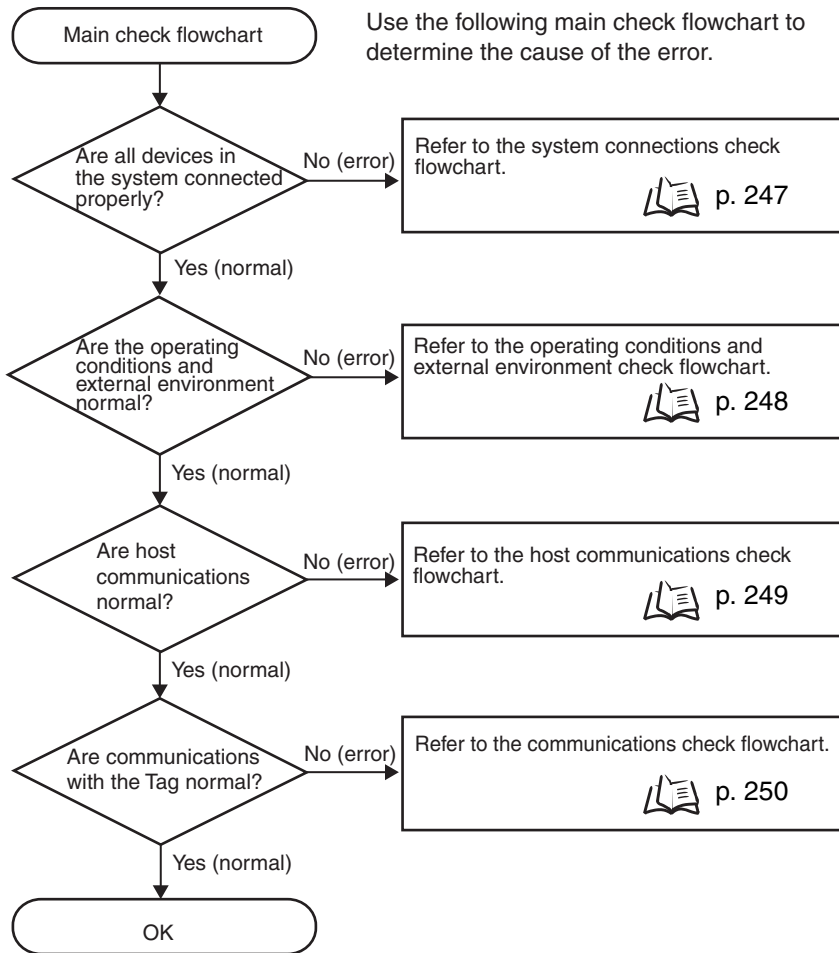 Main check flowchart
Use the following main check flowchart to
determine the cause of the error.
Are all devices in
the system connected
properly?
No (error)
Refer to the system connections check
flowchart.
p. 247
Yes (normal)
Are the operating
conditions and
external environment
normal?
No (error)
Refer to the operating conditions and
external environment check flowchart.
p. 248
Yes (normal)
Are host
communications
normal?
No (error)
Refer to the host communications check
flowchart.
p. 249
Yes (normal)
Are communications
with the Tag normal?
No (error)
Refer to the communications check flowchart.
p. 250
Yes (normal)
OK